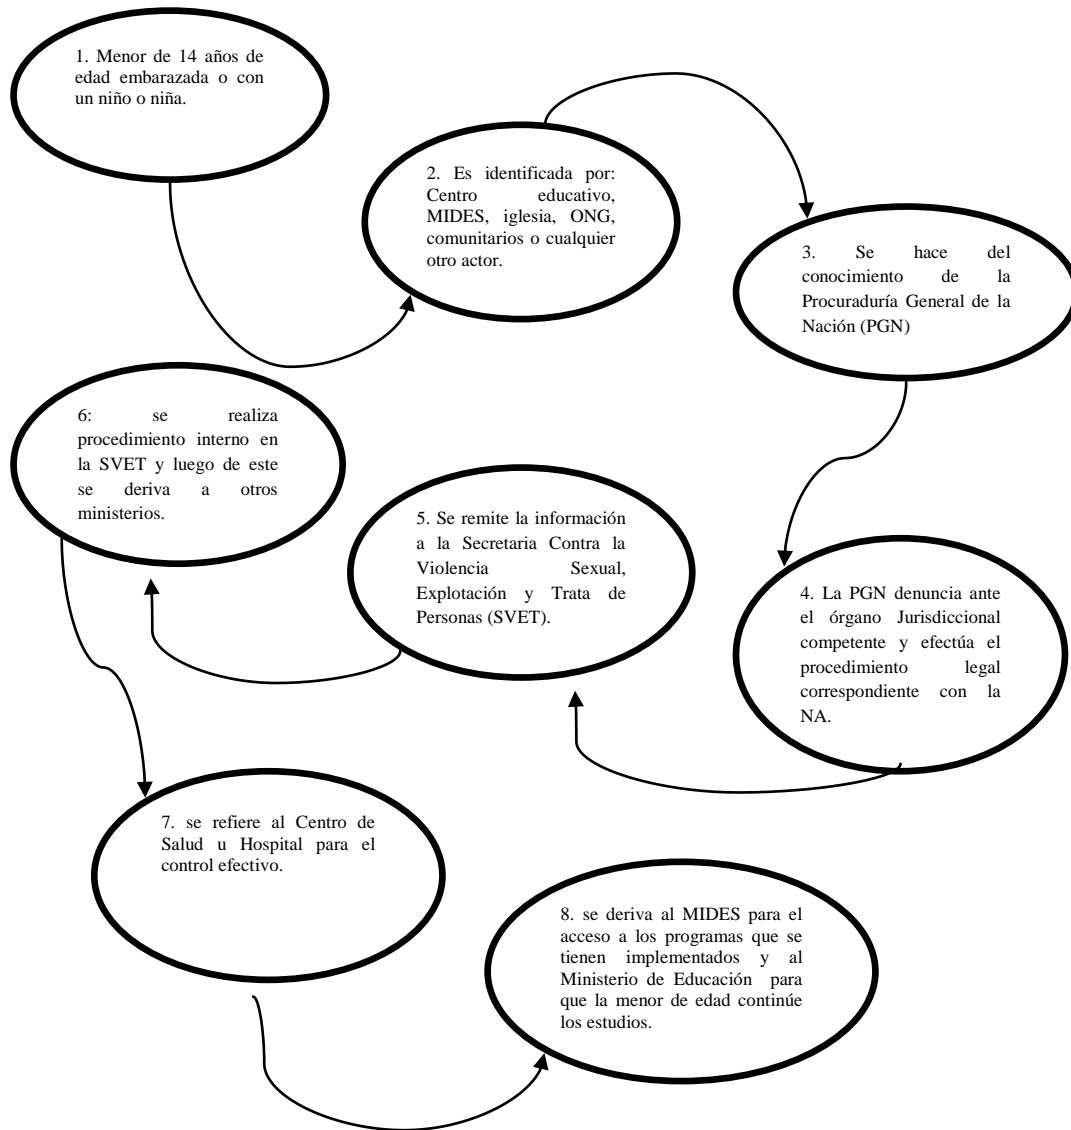 1. Menor de 14 años de
edad embarazada o con
un niño o niña.
2. Es identificada por:
Centro educativo,
MIDES, iglesia, ONG,
comunitarios o cualquier
otro actor.
3. Se hace del
conocimiento de la
Procuraduría General de la
Nación (PGN)
4. La PGN denuncia ante
el órgano Jurisdiccional
competente y efectúa el
procedimiento legal
correspondiente con la
NA.
5. Se remite la información
a la Secretaria Contra la
Violencia Sexual,
Explotación y Trata de
Personas (SVET).
6: se realiza
procedimiento interno en
la SVET y luego de este
se deriva a otros
ministerios.
7. se refiere al Centro de
Salud u Hospital para el
control efectivo.
8. se deriva al MIDES para el
acceso a los programas que se
tienen implementados y al
Ministerio de Educación para
que la menor de edad continúe
los estudios.